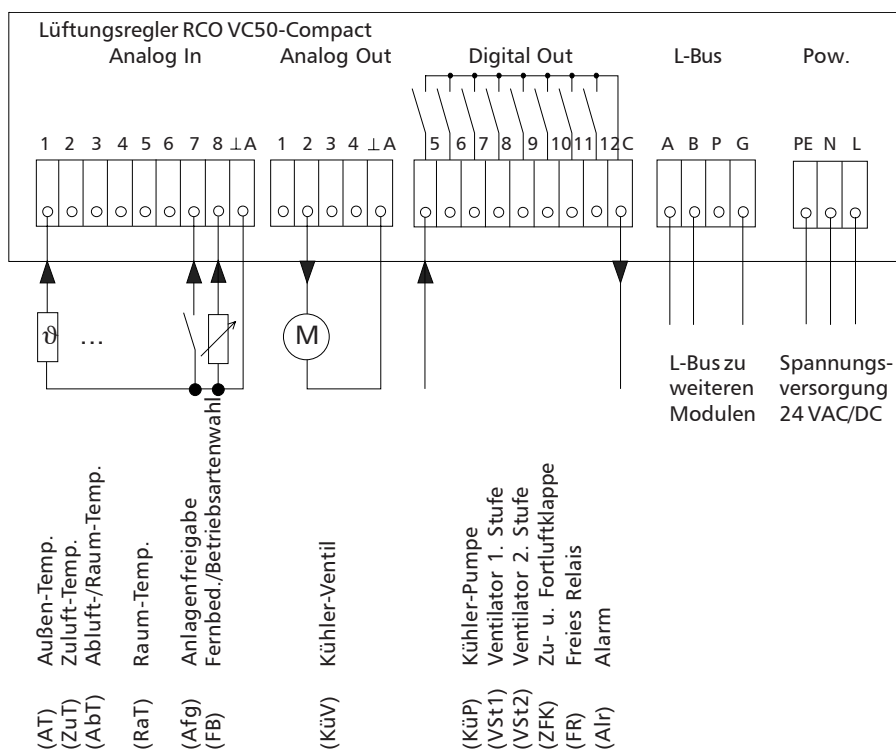 Lüftungsregler RCO VC50-Compact
Analog In Analog Out Digital Out L-Bus Pow.
1 2 3 4 5 6 7 8 ⊥A 1 2 3 4 ⊥A 5 6 7 8 9 10 11 12 C A B P G PE N L
ϑ ... M
L-Bus zu
weiteren
Modulen
Spannungs-
versorgung
24 VAC/DC
(AT) Außen-Temp.
(ZuT) Zuluft-Temp.
(AbT) Abluft-/Raum-Temp.
(RaT) Raum-Temp.
(Afg) Anlagenfreigabe
(FB) Fernbed./Betriebsartenwahl
(KüV) Kühler-Ventil
(KüP) Kühler-Pumpe
(VSt1) Ventilator 1. Stufe
(VSt2) Ventilator 2. Stufe
(ZFK) Zu- u. Fortluftklappe
(FR) Freies Relais
(Alr) Alarm